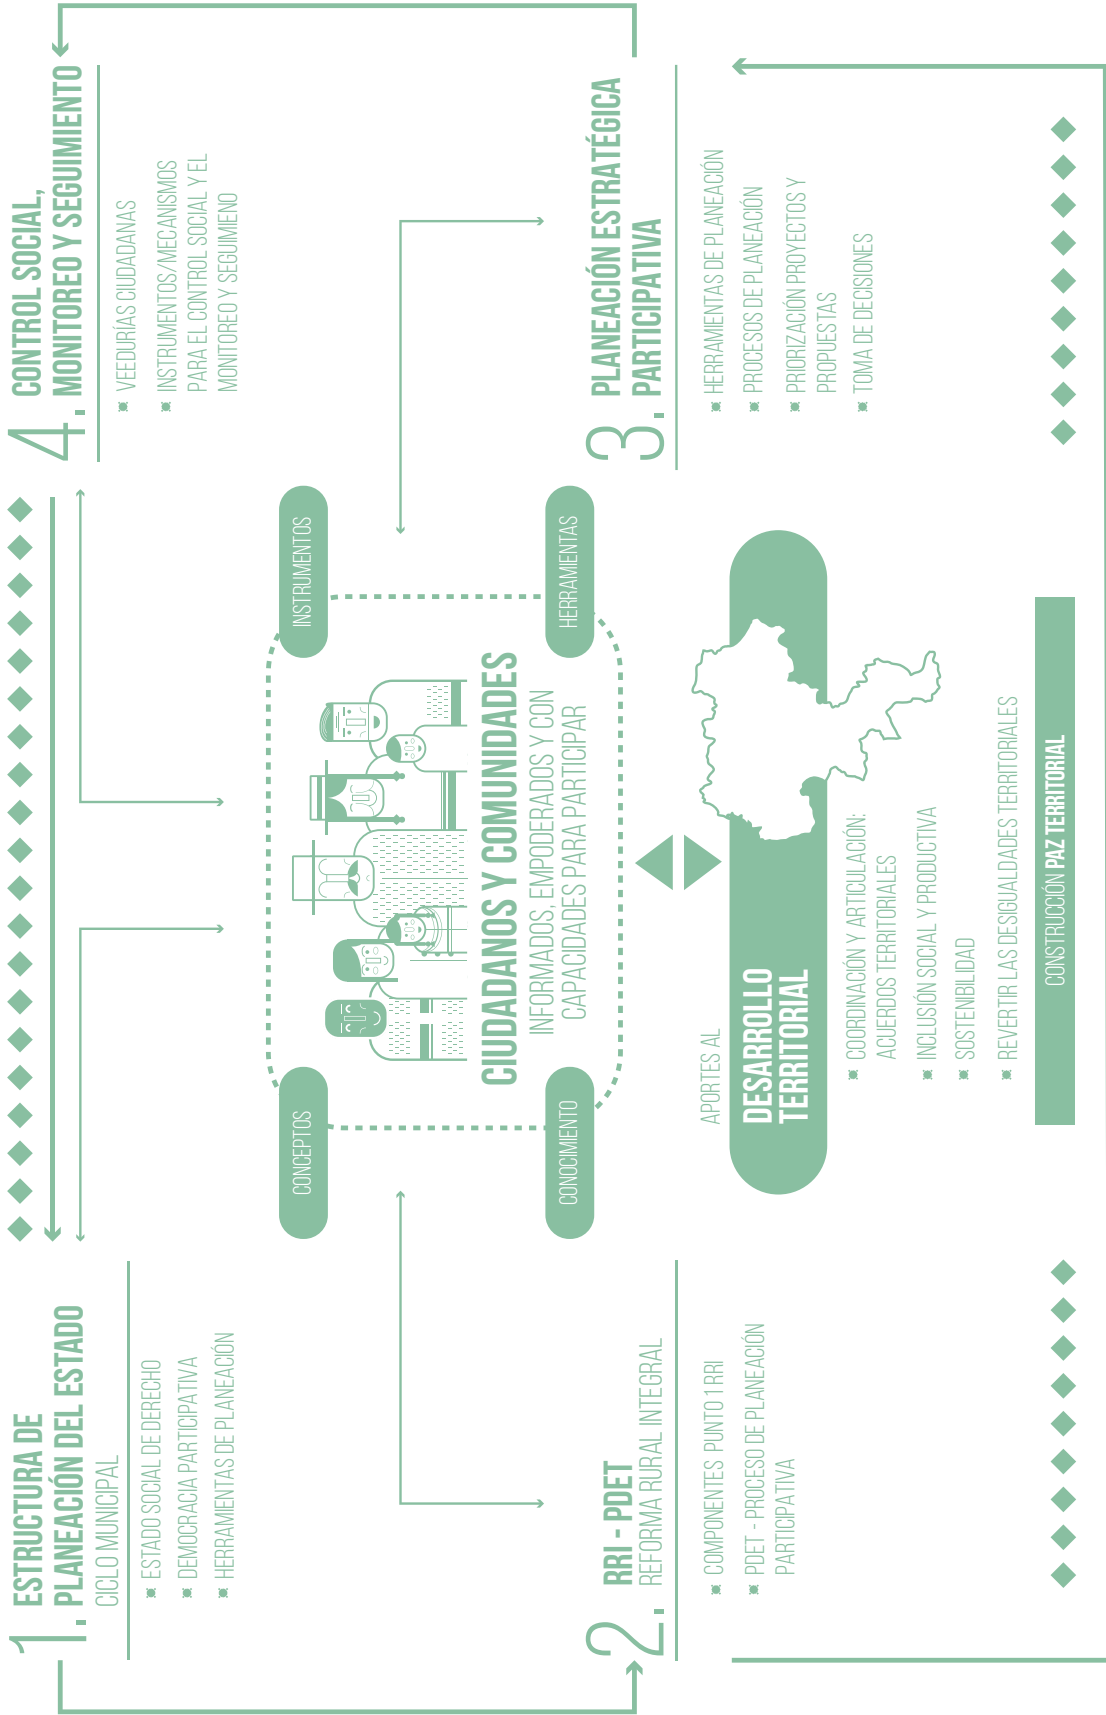 1.
ESTRUCTURA DE
PLANEACIÓN DEL ESTADO
CICLO MUNICIPAL
ESTADO SOCIAL DE DERECHO
DEMOCRACIA PARTICIPATIVA
HERRAMIENTAS DE PLANEACIÓN
4.
CONTROL SOCIAL,
MONITOREO Y SEGUIMIENTO
VEEDURÍAS CIUDADANAS
INSTRUMENTOS/MECANISMOS
PARA EL CONTROL SOCIAL Y EL
MONITOREO Y SEGUIMIENO
CONCEPTOS
INSTRUMENTOS
CIUDADANOS Y COMUNIDADES
INFORMADOS, EMPODERADOS Y CON
CAPACIDADES PARA PARTICIPAR
CONOCIMIENTO
HERRAMIENTAS
2.
RRI - PDET
REFORMA RURAL INTEGRAL
COMPONENTES PUNTO 1 RRI
PDET - PROCESO DE PLANEACIÓN
PARTICIPATIVA
APORTES AL
DESARROLLO
TERRITORIAL
COORDINACIÓN Y ARTICULACIÓN:
ACUERDOS TERRITORIALES
INCLUSIÓN SOCIAL Y PRODUCTIVA
SOSTENIBILIDAD
REVERTIR LAS DESIGUALDADES TERRITORIALES
CONSTRUCCIÓN PAZ TERRITORIAL
3.
PLANEACIÓN ESTRATÉGICA
PARTICIPATIVA
HERRAMIENTAS DE PLANEACIÓN
PROCESOS DE PLANEACIÓN
PRIORIZACIÓN PROYECTOS Y
PROPUESTAS
TOMA DE DECISIONES